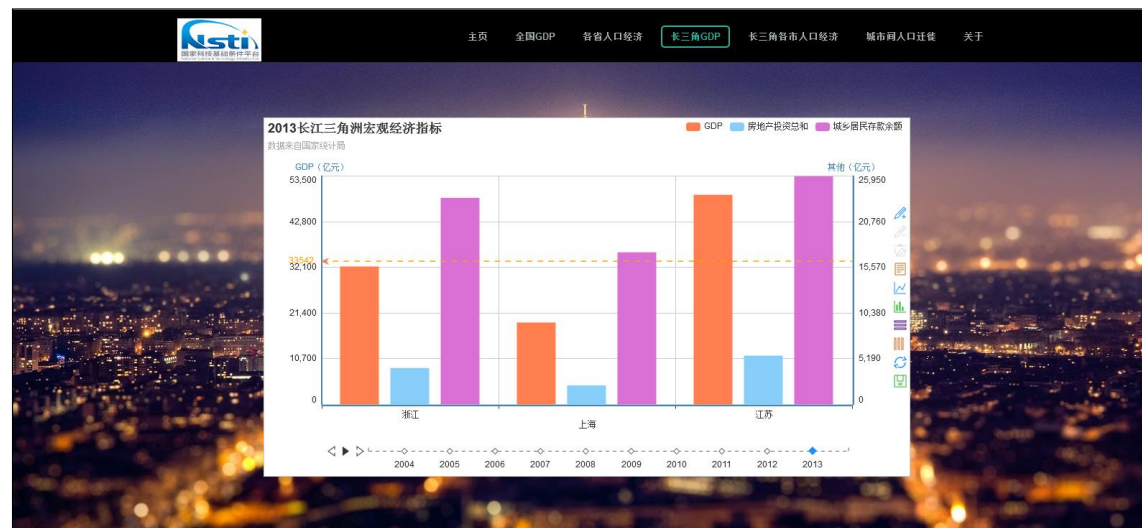 Nsti
国家科技基础条件平台
主页 全国GDP 各省人口经济 长三角GDP 长三角各市人口经济 城市间人口迁徙 关于
2013长江三角洲宏观经济指标
GDP 房地产投资总和 城乡居民存款余额
数据来自国家统计局
GDP（亿元） 其他（亿元）
53,500 25,950
42,800 20,760
33542
32,100 15,570
21,400 10,380
10,700 5,190
0 0
浙江 上海 江苏
2004 2005 2006 2007 2008 2009 2010 2011 2012 2013